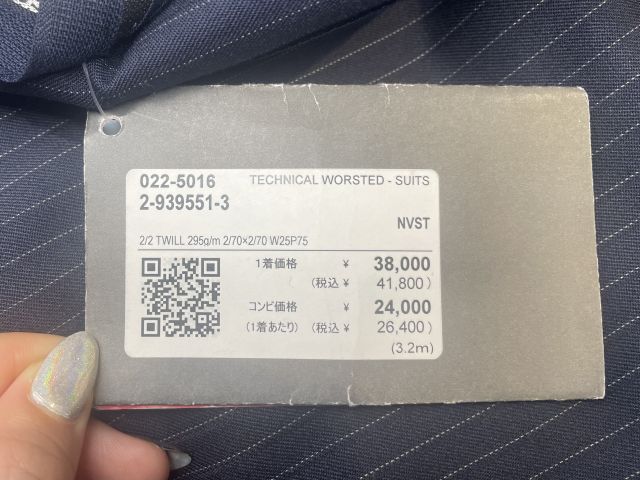 022-5016 TECHNICAL WORSTED - SUITS
2-939551-3
NVST
2/2 TWILL 295g/m 2/70×2/70 W25P75
1着価格 ¥ 38,000
(税込 ¥ 41,800 )
コンビ価格 ¥ 24,000
(1着あたり) (税込 ¥ 26,400 )
(3.2m)